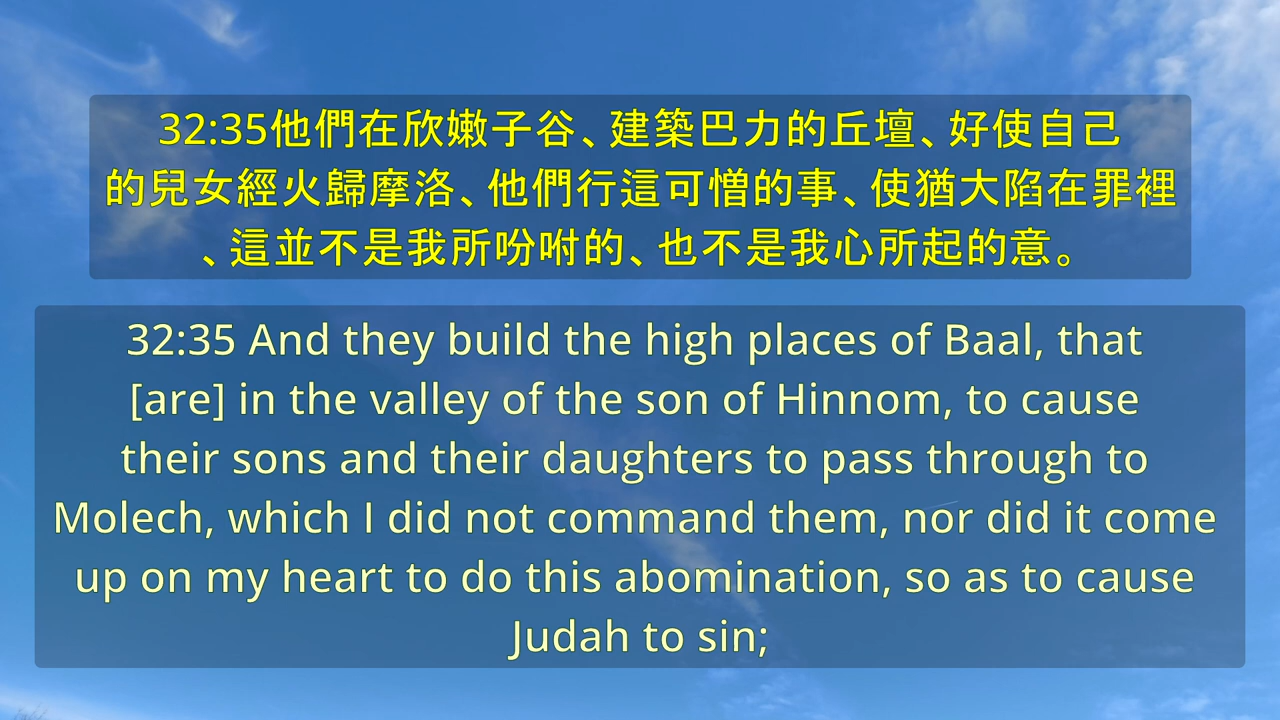 32:35他們在欣嫩子谷、建築巴力的丘壇、好使自己
的兒女經火歸摩洛、他們行這可憎的事、使猶大陷在罪裡
、這並不是我所吩咐的、也不是我心所起的意。
32:35 And they build the high places of Baal, that
[are] in the valley of the son of Hinnom, to cause
their sons and their daughters to pass through to
Molech, which I did not command them, nor did it come
up on my heart to do this abomination, so as to cause
Judah to sin;